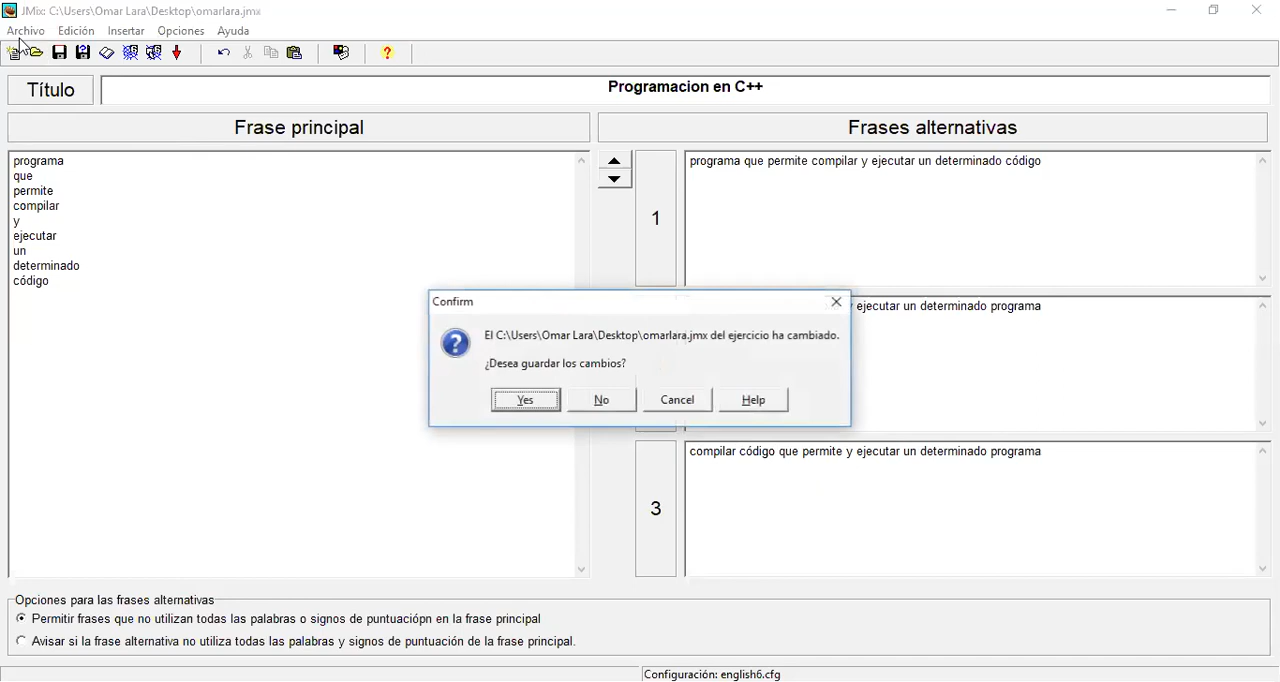 JMix: C:\Users\Omar Lara\Desktop\omarlara.jmx
Archivo Edición Insertar Opciones Ayuda
Título
Programacion en C++
Frase principal
Frases alternativas
programa
que
permite
compilar
y
ejecutar
un
determinado
código
1
programa que permite compilar y ejecutar un determinado código
y ejecutar un determinado programa
3
compilar código que permite y ejecutar un determinado programa
Confirm
El C:\Users\Omar Lara\Desktop\omarlara.jmx del ejercicio ha cambiado.
¿Desea guardar los cambios?
Yes No Cancel Help
Opciones para las frases alternativas
Permitir frases que no utilizan todas las palabras o signos de puntuaciópn en la frase principal
Avisar si la frase alternativa no utiliza todas las palabras y signos de puntuación de la frase principal.
Configuración: english6.cfg